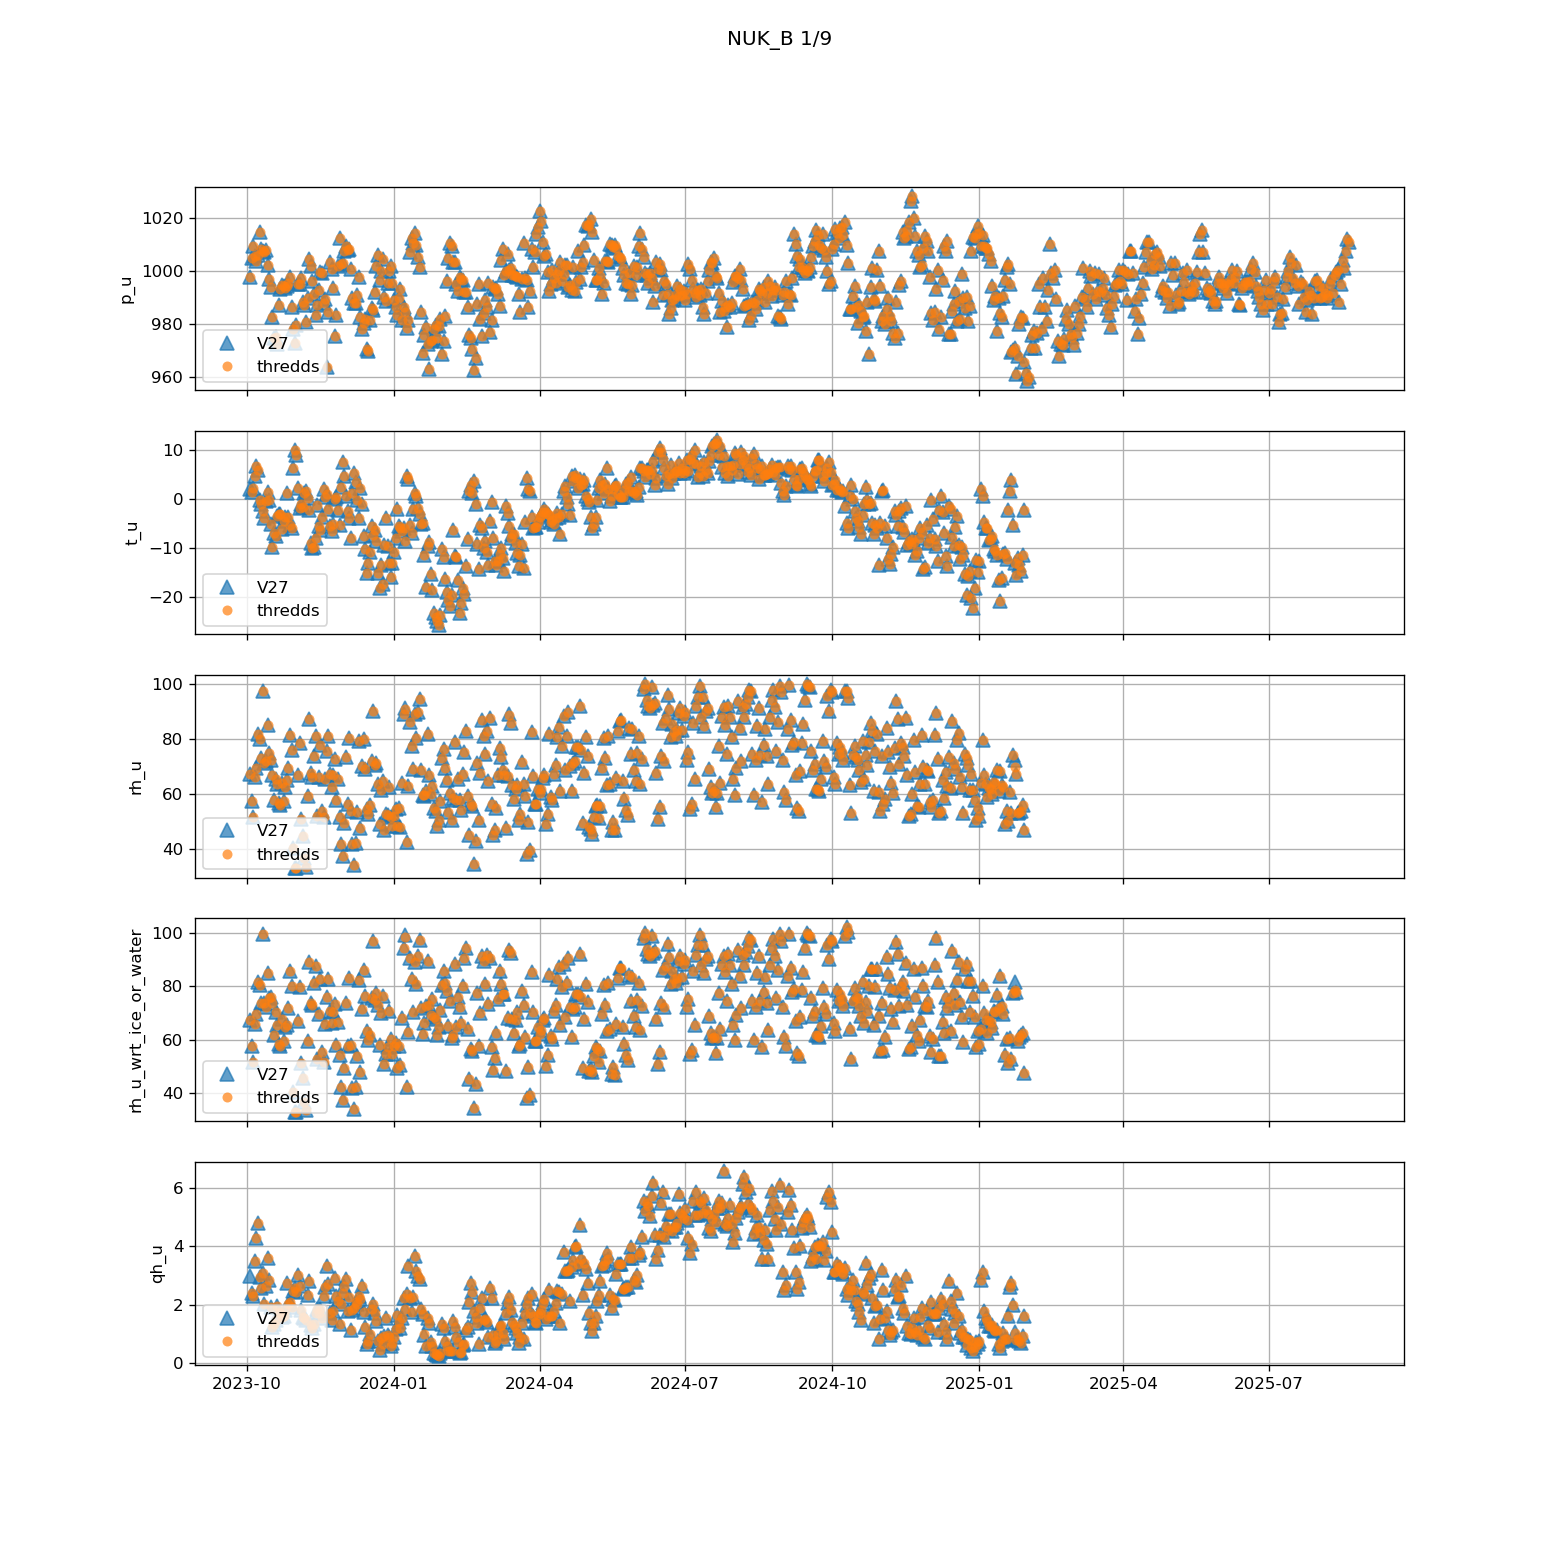 NUK_B 1/9
1020
1000
980
960
p_u
V27
thredds
10
0
−10
−20
t_u
V27
thredds
100
80
60
40
rh_u
V27
thredds
100
80
60
40
rh_u_wrt_ice_or_water
V27
thredds
6
4
2
0
qh_u
V27
thredds
2023-10 2024-01 2024-04 2024-07 2024-10 2025-01 2025-04 2025-07